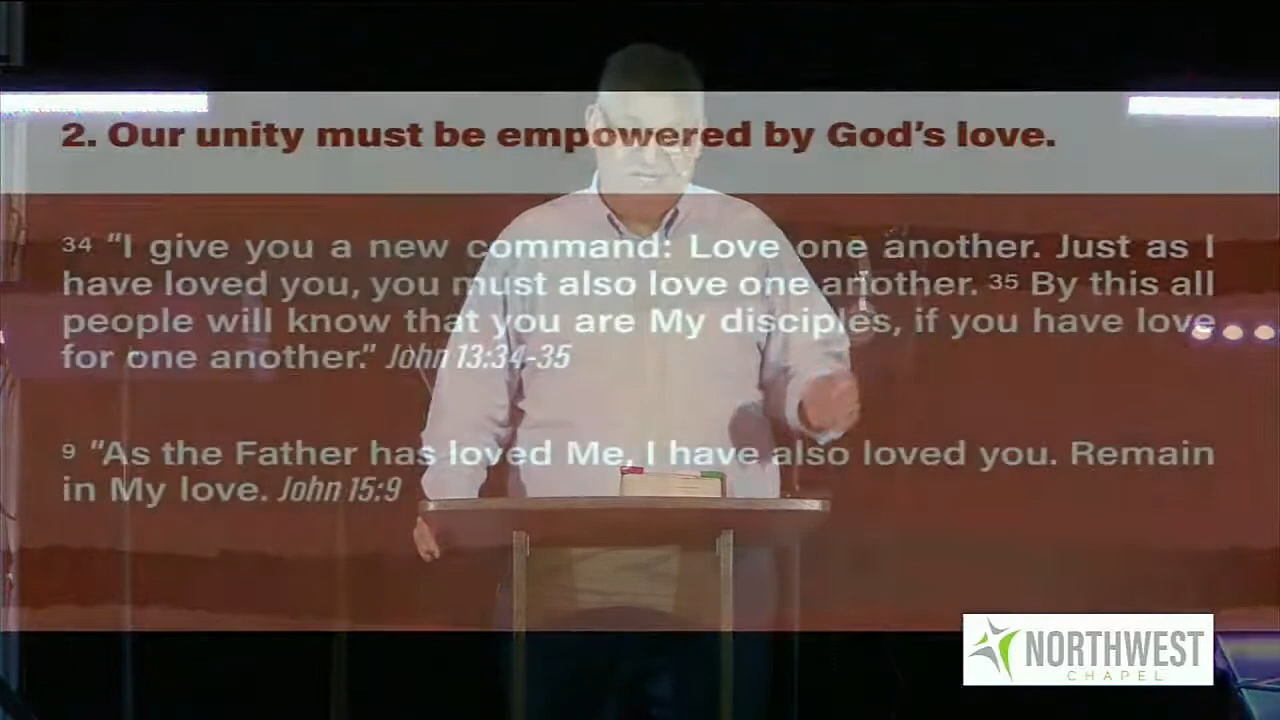 2. Our unity must be empowered by God's love.
34 “I give you a new command: Love one another. Just as I
have loved you, you must also love one another. 35 By this all
people will know that you are My disciples, if you have love
for one another.” John 13:34-35
9 “As the Father has loved Me, I have also loved you. Remain
in My love. John 15:9
NORTHWEST
CHAPEL